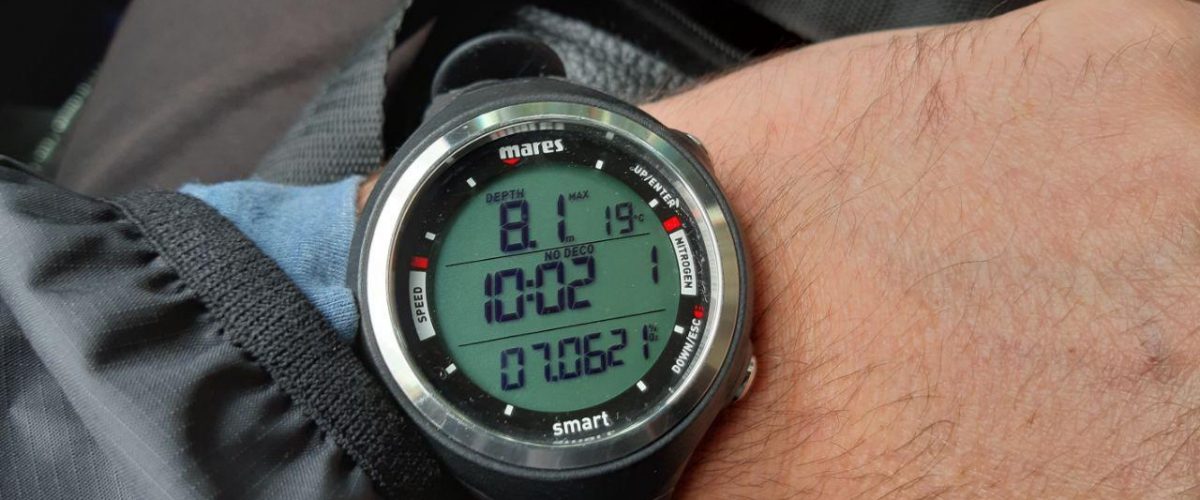 mares
UP/ENTER
DEPTH MAX
8.1 m 19 °C
NO DECO
10:02 1
NITROGEN
SPEED
07.06 21 %
DOWN/ESC
smart